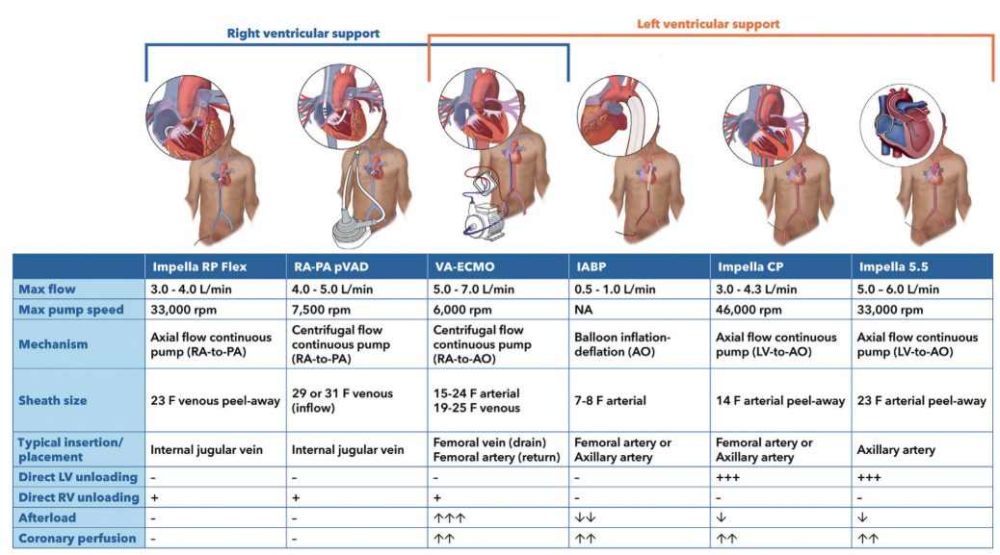 Right ventricular support
Left ventricular support
Impella RP Flex RA-PA pVAD VA-ECMO IABP Impella CP Impella 5.5
Max flow 3.0 - 4.0 L/min 4.0 - 5.0 L/min 5.0 - 7.0 L/min 0.5 - 1.0 L/min 3.0 - 4.3 L/min 5.0 – 6.0 L/min
Max pump speed 33,000 rpm 7,500 rpm 6,000 rpm NA 46,000 rpm 33,000 rpm
Mechanism
Axial flow continuous
pump (RA-to-PA)
Centrifugal flow
continuous pump
(RA-to-PA)
Centrifugal flow
continuous pump
(RA-to-AO)
Balloon inflation-
deflation (AO)
Axial flow continuous
pump (LV-to-AO)
Axial flow continuous
pump (LV-to-AO)
Sheath size
23 F venous peel-away
29 or 31 F venous
(inflow)
15-24 F arterial
19-25 F venous
7-8 F arterial
14 F arterial peel-away
23 F arterial peel-away
Typical insertion/
placement
Internal jugular vein
Internal jugular vein
Femoral vein (drain)
Femoral artery (return)
Femoral artery or
Axillary artery
Femoral artery or
Axillary artery
Axillary artery
Direct LV unloading - - - - +++ +++
Direct RV unloading + + + - - -
Afterload - - ↑↑↑ ↓↓ ↓ ↓
Coronary perfusion - - ↑↑ ↑↑ ↑↑ ↑↑